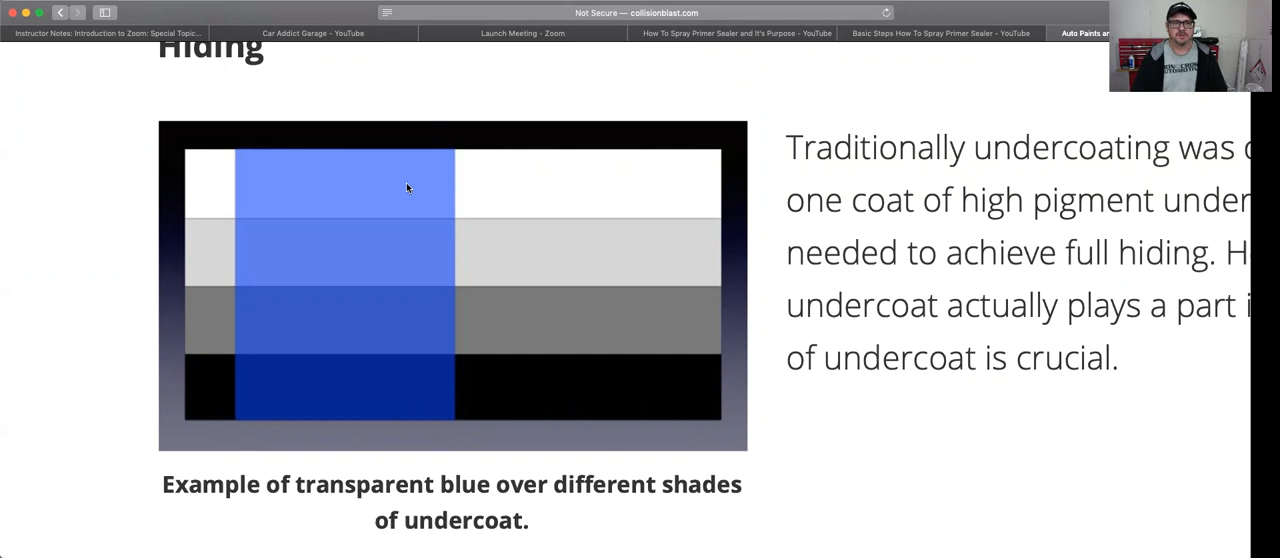 Not Secure — collisionblast.com
Instructor Notes: Introduction to Zoom: Special Topic...
Car Addict Garage - YouTube
Launch Meeting - Zoom
How To Spray Primer Sealer and It's Purpose - YouTube
Basic Steps How To Spray Primer Sealer - YouTube
Auto Paints an
Hiding
Traditionally undercoating was
one coat of high pigment under
needed to achieve full hiding. H
undercoat actually plays a part i
of undercoat is crucial.
Example of transparent blue over different shades
of undercoat.